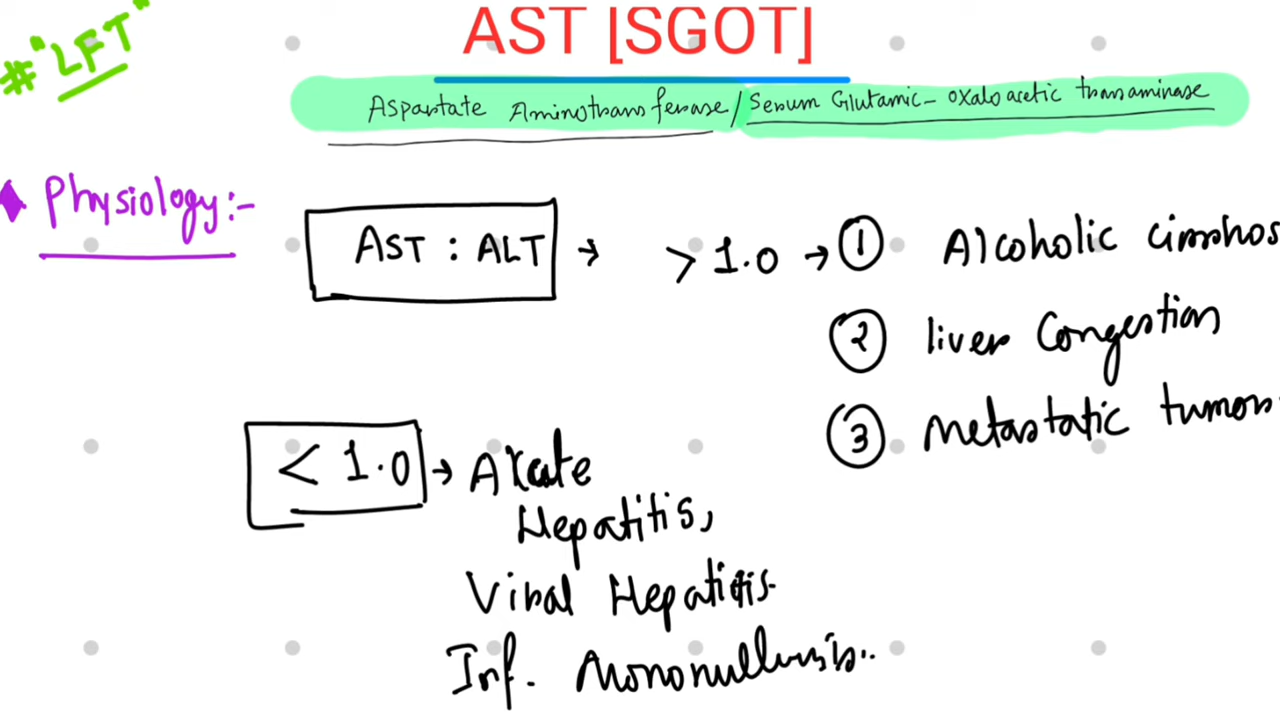 # "LFT"
AST [SGOT]
Aspartate Aminotransferase / Serum Glutamic-oxaloacetic transaminase
Physiology:-
AST : ALT → > 1.0 → ① Alcoholic cirrhos
② liver Congestion
③ Metastatic tumors.
< 1.0 → Acute
Hepatitis,
Viral Hepatitis.
Inf.